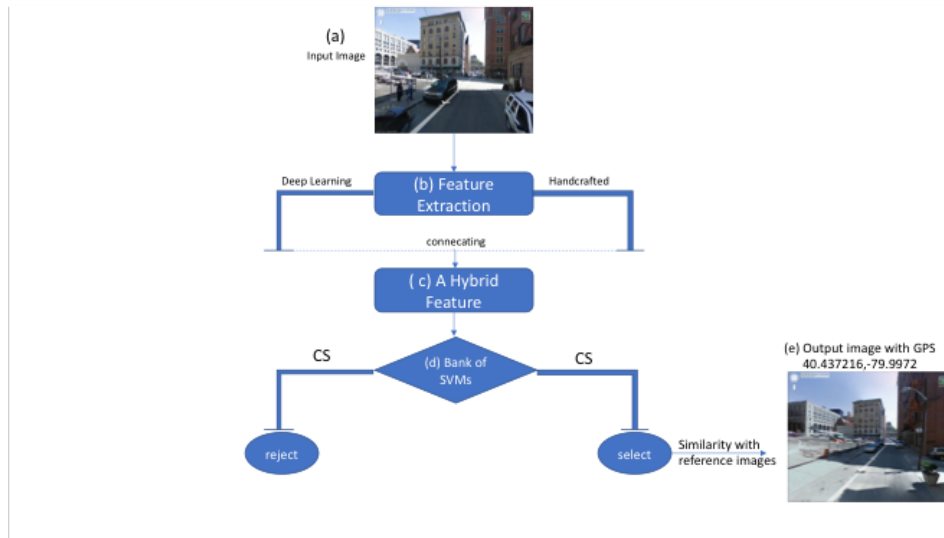 (a)
Input Image
Deep Learning
(b) Feature
Extraction
Handcrafted
connecating
( c) A Hybrid
Feature
CS
(d) Bank of
SVMs
CS
(e) Output image with GPS
40.437216,-79.9972
reject
select
Similarity with
reference images